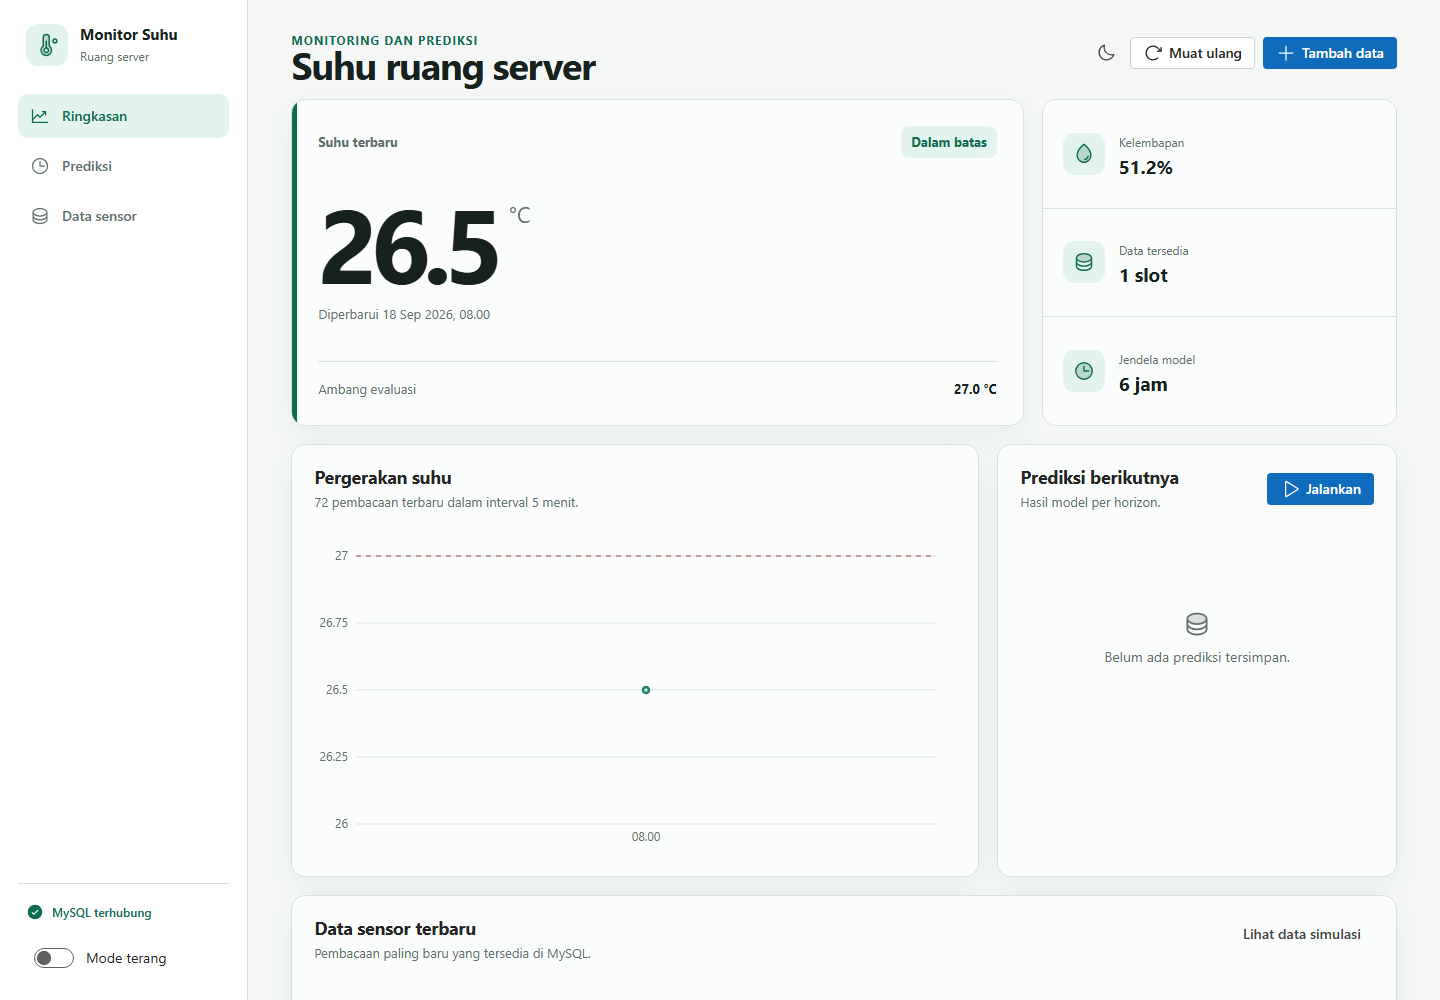 Monitor Suhu
Ruang server
Ringkasan
Prediksi
Data sensor
MySQL terhubung
Mode terang
MONITORING DAN PREDIKSI
Suhu ruang server
Muat ulang
Tambah data
Suhu terbaru
Dalam batas
26.5 °C
Diperbarui 18 Sep 2026, 08.00
Ambang evaluasi
27.0 °C
Kelembapan
51.2%
Data tersedia
1 slot
Jendela model
6 jam
Pergerakan suhu
72 pembacaan terbaru dalam interval 5 menit.
27
26.75
26.5
26.25
26
08.00
Prediksi berikutnya
Hasil model per horizon.
Jalankan
Belum ada prediksi tersimpan.
Data sensor terbaru
Pembacaan paling baru yang tersedia di MySQL.
Lihat data simulasi